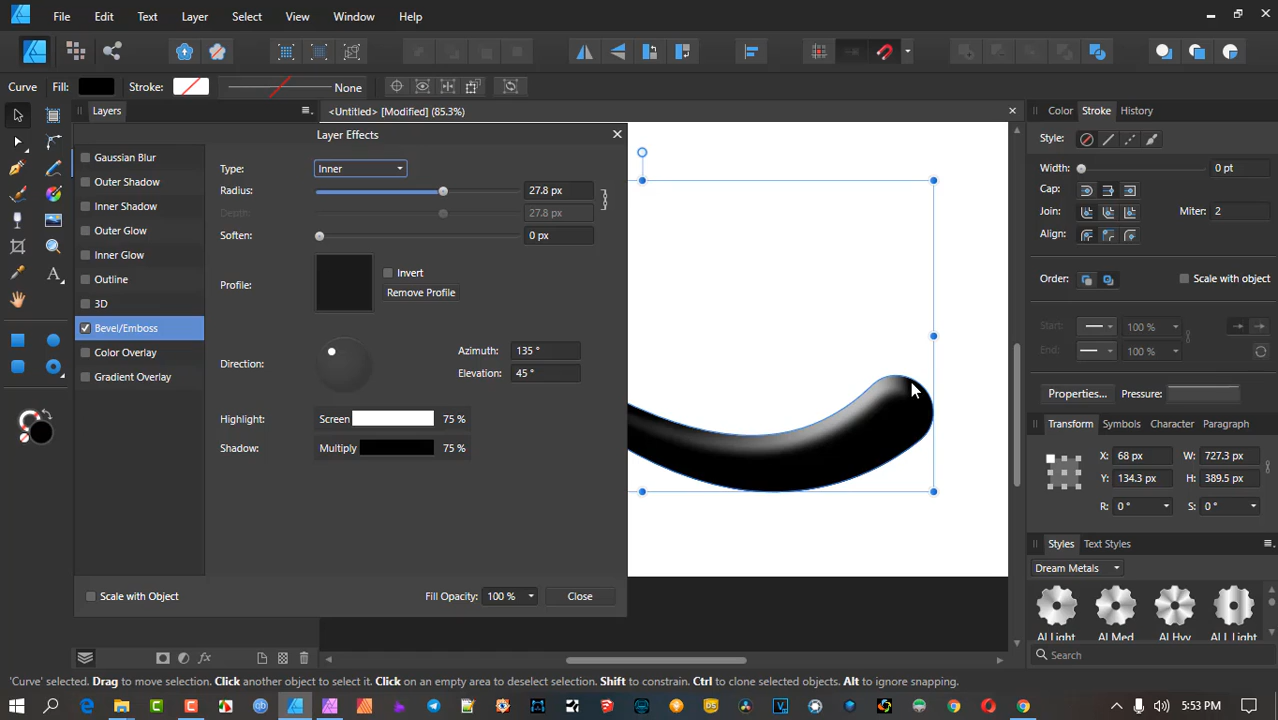 File Edit Text Layer Select View Window Help
Curve Fill: Stroke: None
Layers
<Untitled> [Modified] (85.3%)
Color Stroke History
Layer Effects
Gaussian Blur
Outer Shadow
Inner Shadow
Outer Glow
Inner Glow
Outline
3D
Bevel/Emboss
Color Overlay
Gradient Overlay
Type: Inner
Radius: 27.8 px
Depth: 27.8 px
Soften: 0 px
Profile: Invert
Remove Profile
Direction: Azimuth: 135 °
Elevation: 45 °
Highlight: Screen 75 %
Shadow: Multiply 75 %
Scale with Object Fill Opacity: 100 % Close
Style:
Width: 0 pt
Cap:
Join: Miter: 2
Align:
Order: Scale with object
Start: 100 %
End: 100 %
Properties... Pressure:
Transform Symbols Character Paragraph
X: 68 px W: 727.3 px
Y: 134.3 px H: 389.5 px
R: 0 ° S: 0 °
Styles Text Styles
Dream Metals
AI Light AI Med AI Hvy AI L Light
Search
'Curve' selected. Drag to move selection. Click another object to select it. Click on an empty area to deselect selection. Shift to constrain. Ctrl to clone selected objects. Alt to ignore snapping.
5:53 PM